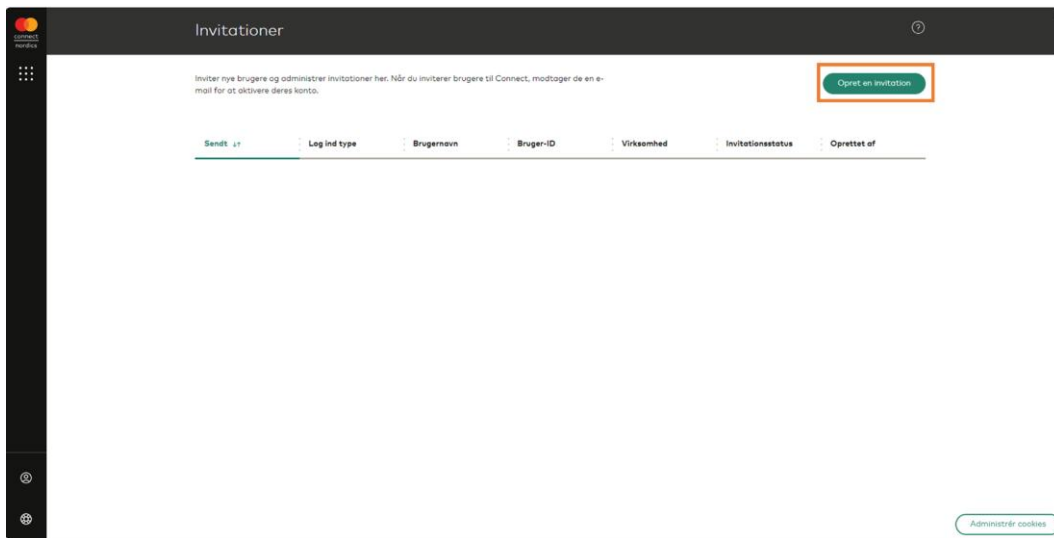 connect
nordics
Invitationer
Inviter nye brugere og administrer invitationer her. Når du inviterer brugere til Connect, modtager de en e-
mail for at aktivere deres konto.
Opret en invitation
Sendt Log ind type Brugernavn Bruger-ID Virksomhed Invitationsstatus Oprettet af
Administrér cookies